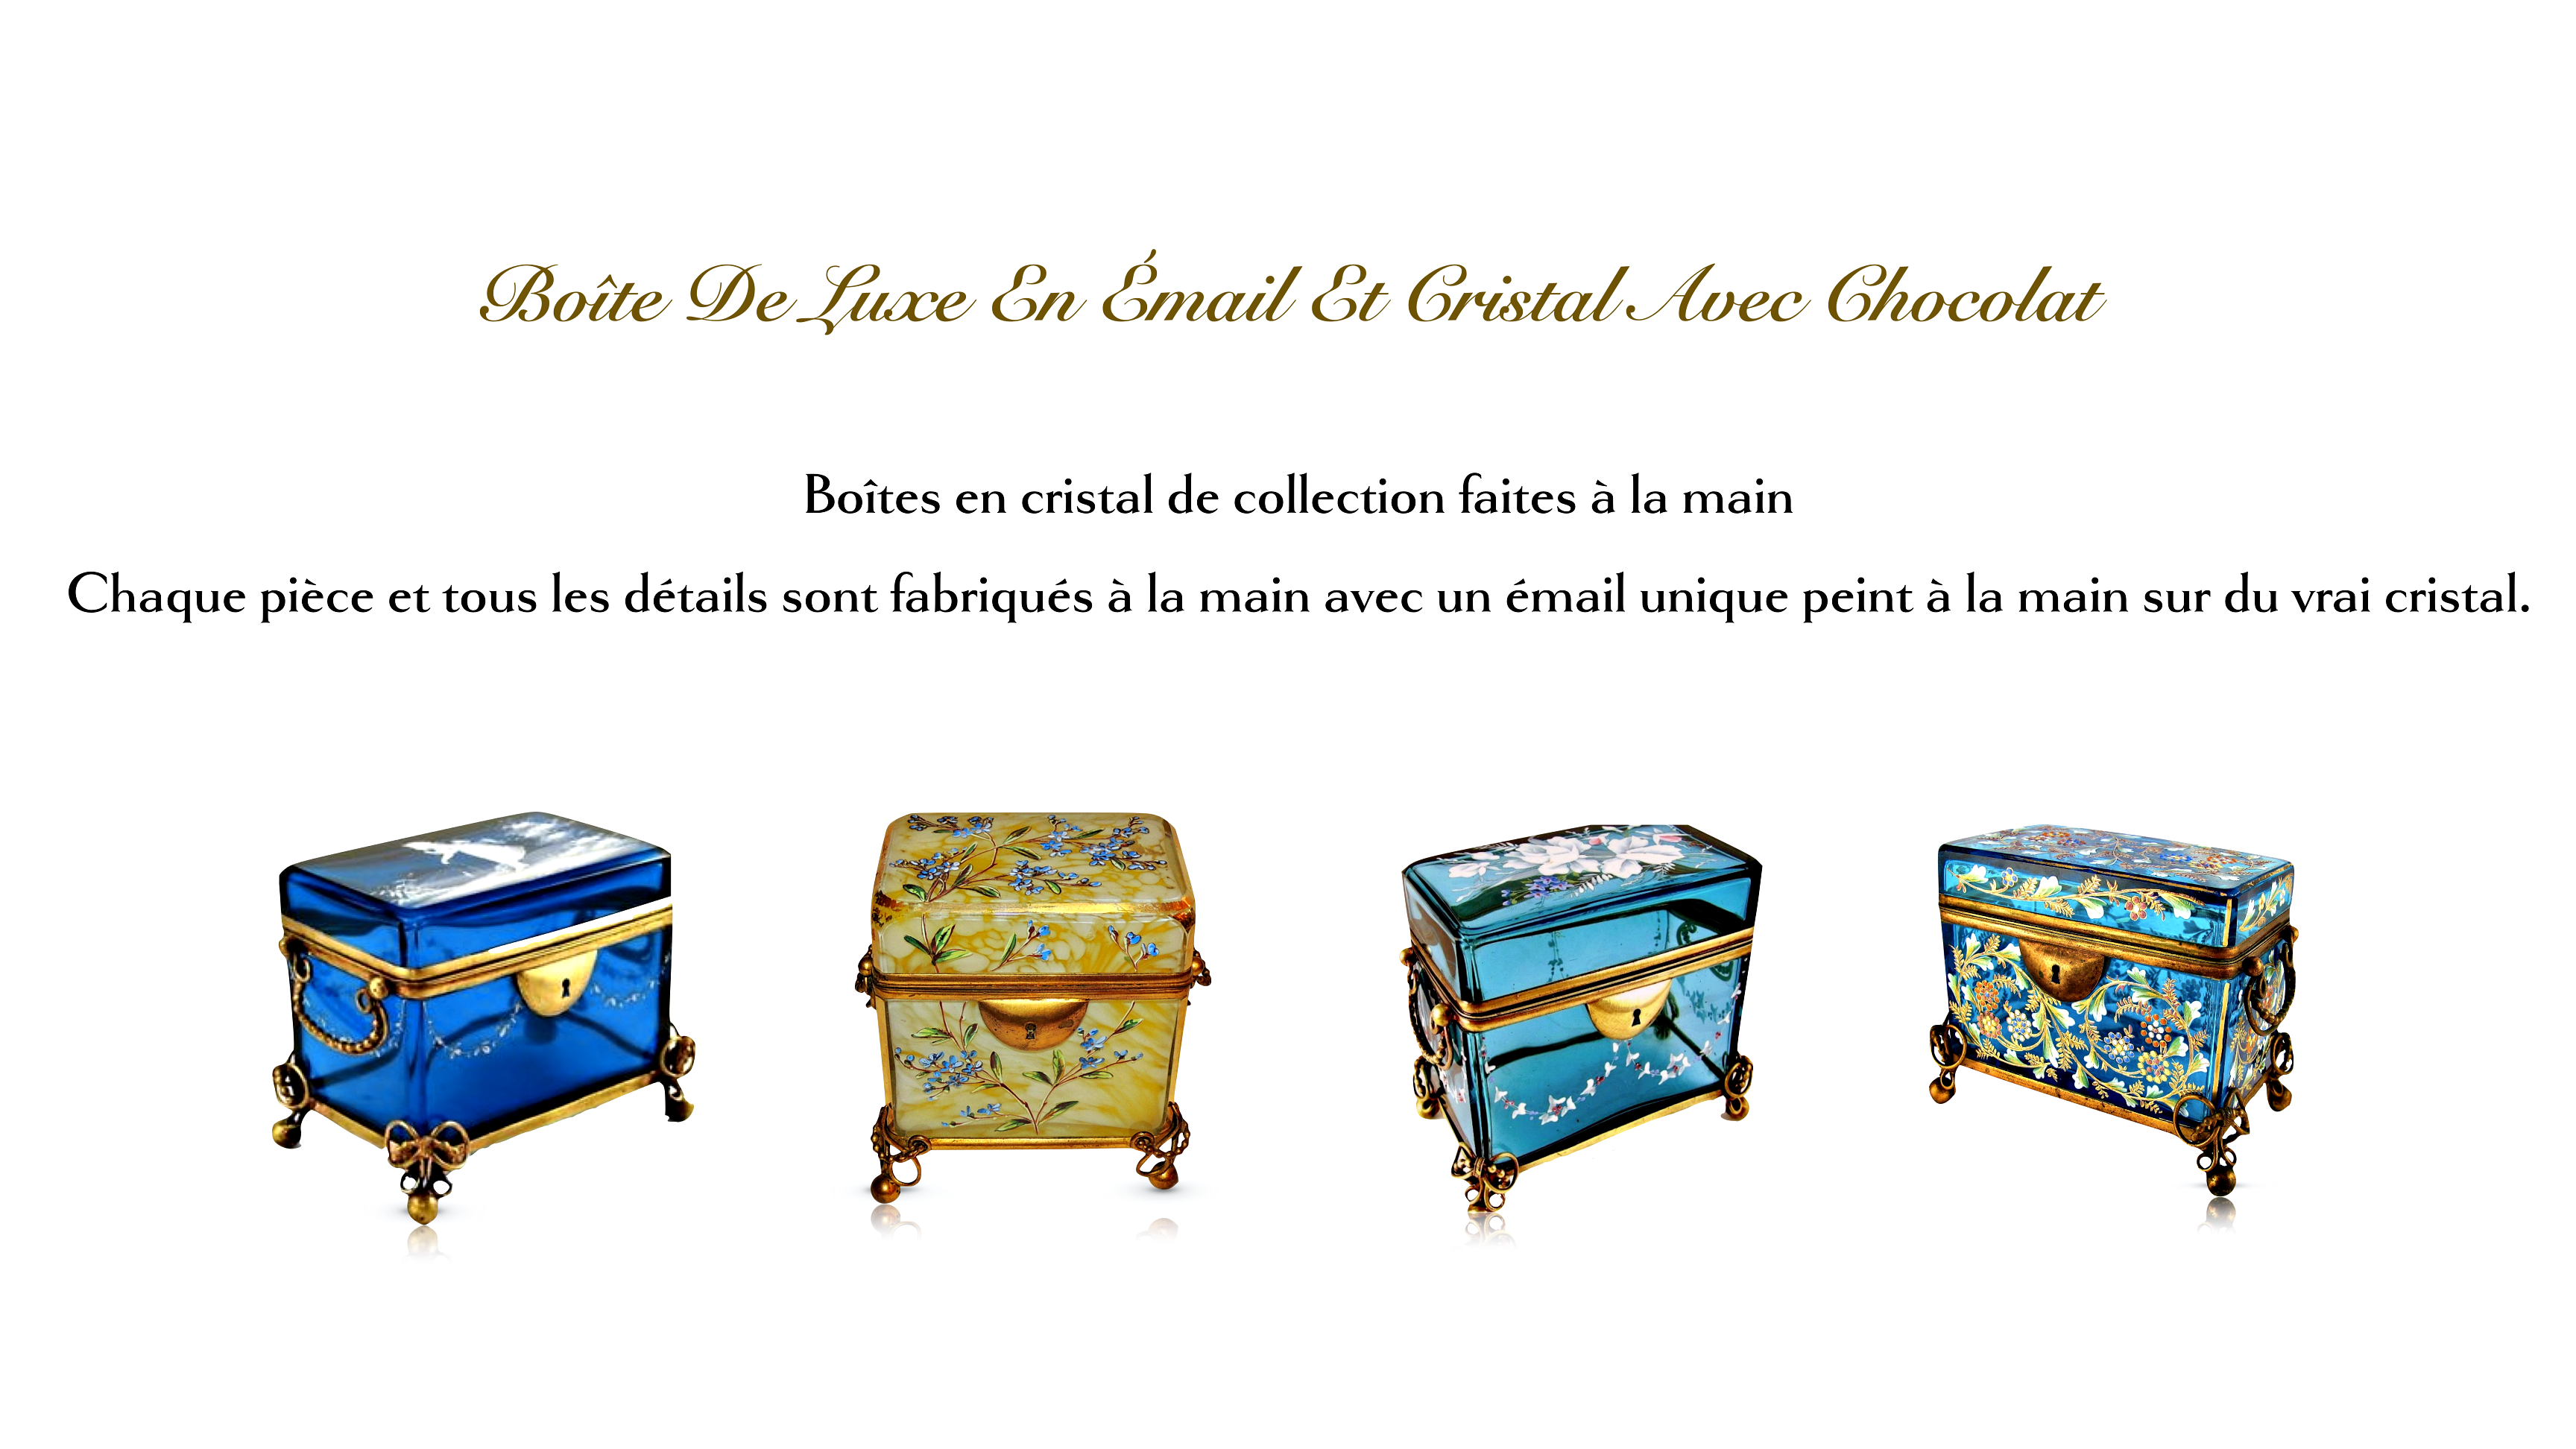 Boîte De Luxe En Émail Et Cristal Avec Chocolat
Boîtes en cristal de collection faites à la main
Chaque pièce et tous les détails sont fabriqués à la main avec un émail unique peint à la main sur du vrai cristal.